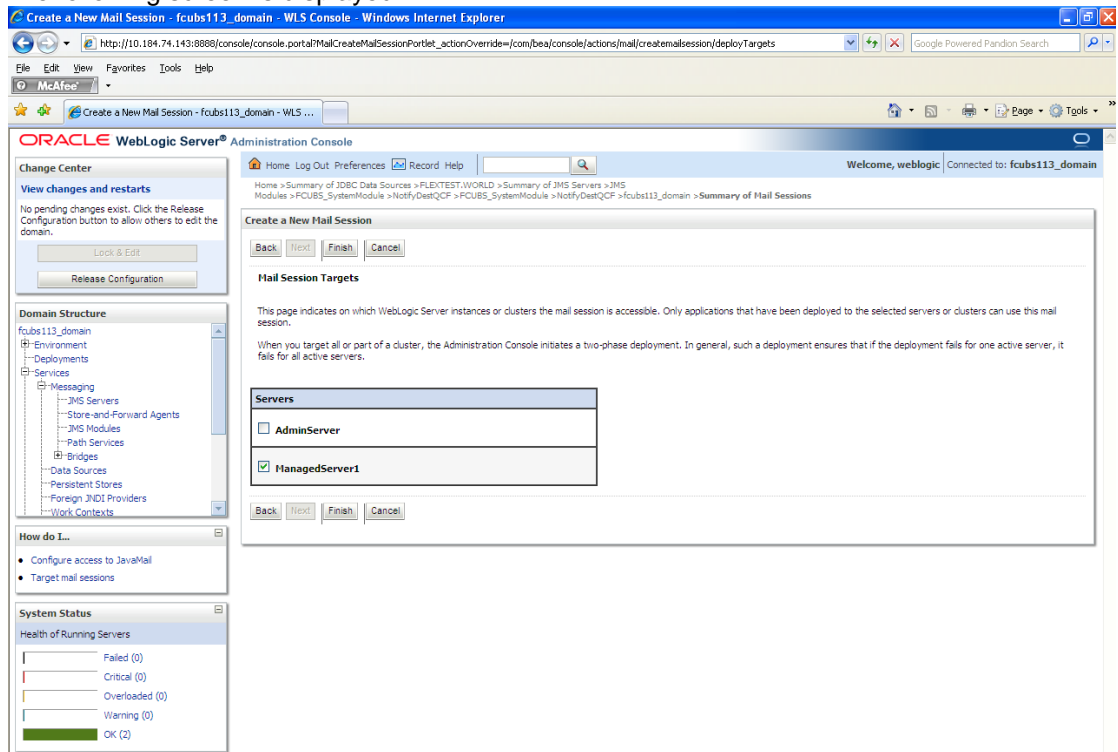 Create a New Mail Session - fcubs113_domain - WLS Console - Windows Internet Explorer
http://10.184.74.143:8888/console/console.portal?MailCreateMailSessionPortlet_actionOverride=/com/bea/console/actions/mail/createmailsession/deployTargets
Google Powered Pandion Search
File Edit View Favorites Tools Help
McAfee
Create a New Mail Session - fcubs113_domain - WLS ...
Page Tools
ORACLE WebLogic Server® Administration Console
Change Center
View changes and restarts
No pending changes exist. Click the Release
Configuration button to allow others to edit the
domain.
Lock & Edit
Release Configuration
Domain Structure
fcubs113_domain
Environment
Deployments
Services
Messaging
JMS Servers
Store-and-Forward Agents
JMS Modules
Path Services
Bridges
Data Sources
Persistent Stores
Foreign JNDI Providers
Work Contexts
How do I...
Configure access to JavaMail
Target mail sessions
System Status
Health of Running Servers
Failed (0)
Critical (0)
Overloaded (0)
Warning (0)
OK (2)
Home Log Out Preferences Record Help
Welcome, weblogic Connected to: fcubs113_domain
Home >Summary of JDBC Data Sources >FLEXTEST.WORLD >Summary of JMS Servers >JMS
Modules >FCUBS_SystemModule >NotifyDestQCF >FCUBS_SystemModule >NotifyDestQCF >fcubs113_domain >Summary of Mail Sessions
Create a New Mail Session
Back Next Finish Cancel
Mail Session Targets
This page indicates on which WebLogic Server instances or clusters the mail session is accessible. Only applications that have been deployed to the selected servers or clusters can use this mail
session.
When you target all or part of a cluster, the Administration Console initiates a two-phase deployment. In general, such a deployment ensures that if the deployment fails for one active server, it
fails for all active servers.
Servers
AdminServer
ManagedServer1
Back Next Finish Cancel